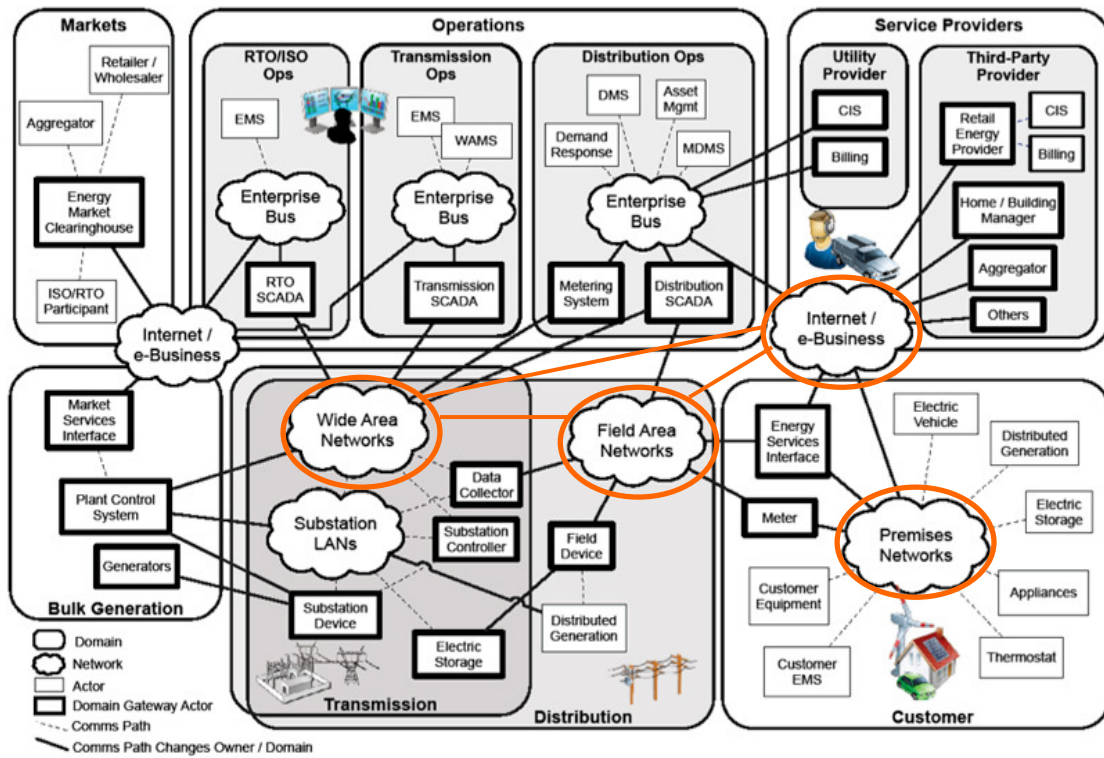 Markets
Retailer /
Wholesaler
Aggregator
Energy
Market
Clearinghouse
ISO/RTO
Participant
Internet /
e-Business
Operations
RTO/ISO
Ops
EMS
Enterprise
Bus
RTO
SCADA
Transmission
Ops
EMS
WAMS
Enterprise
Bus
Transmission
SCADA
Distribution Ops
DMS
Asset
Mgmt
Demand
Response
MDMS
Enterprise
Bus
Metering
System
Distribution
SCADA
Service Providers
Utility
Provider
CIS
Billing
Third-Party
Provider
Retail
Energy
Provider
CIS
Billing
Home / Building
Manager
Aggregator
Others
Internet /
e-Business
Market
Services
Interface
Plant Control
System
Generators
Bulk Generation
Wide Area
Networks
Substation
LANs
Data
Collector
Substation
Controller
Substation
Device
Electric
Storage
Transmission
Field Area
Networks
Field
Device
Distributed
Generation
Distribution
Energy
Services
Interface
Meter
Electric
Vehicle
Distributed
Generation
Electric
Storage
Premises
Networks
Customer
Equipment
Appliances
Customer
EMS
Thermostat
Customer
Domain
Network
Actor
Domain Gateway Actor
Comms Path
Comms Path Changes Owner / Domain